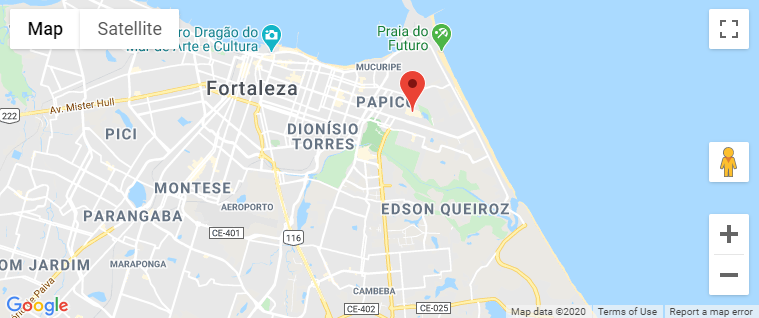 Map
Satellite
ro Dragão do
Mar de Arte e Cultura
Praia do
Futuro
MUCURIPE
Fortaleza
PAPICU
Av. Mister Hull
222
PICI
DIONÍSIO
TORRES
MONTESE
PARANGABA
AEROPORTO
EDSON QUEIROZ
CE-401
116
OM JARDIM
MARAPONGA
CAMBEBA
Google
CE-402
CE-025
Map data ©2020
Terms of Use
Report a map error